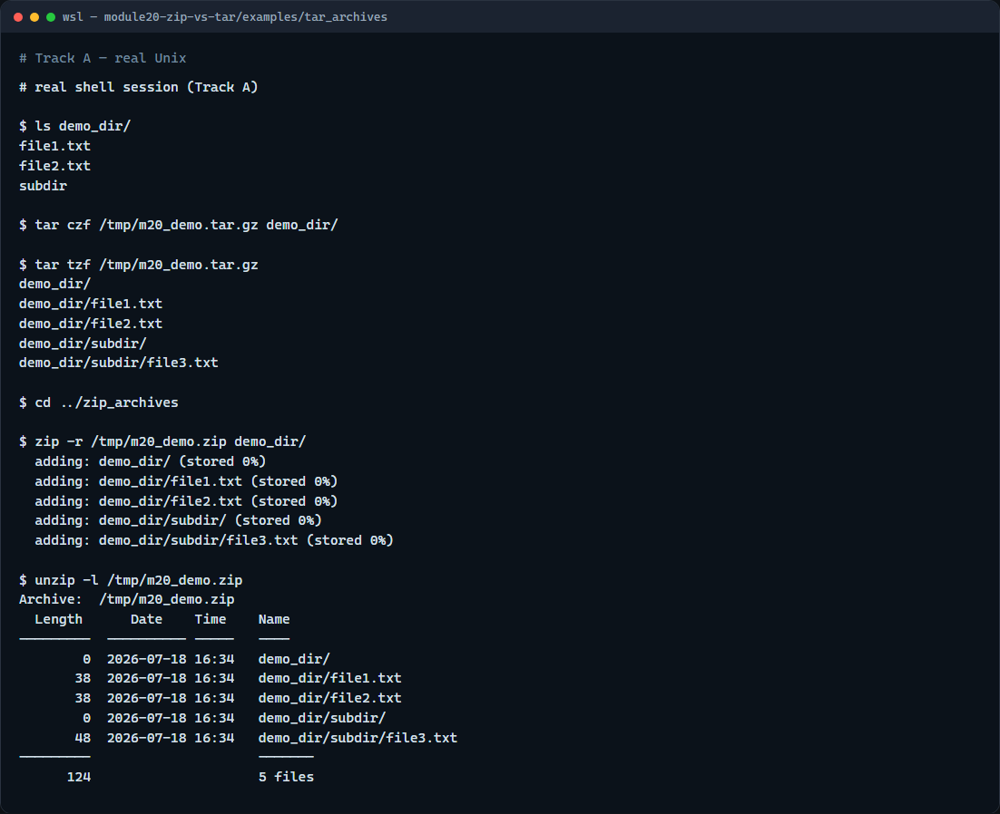 wsl — module20-zip-vs-tar/examples/tar_archives
# Track A — real Unix
# real shell session (Track A)
$ ls demo_dir/
file1.txt
file2.txt
subdir
$ tar czf /tmp/m20_demo.tar.gz demo_dir/
$ tar tzf /tmp/m20_demo.tar.gz
demo_dir/
demo_dir/file1.txt
demo_dir/file2.txt
demo_dir/subdir/
demo_dir/subdir/file3.txt
$ cd ../zip_archives
$ zip -r /tmp/m20_demo.zip demo_dir/
  adding: demo_dir/ (stored 0%)
  adding: demo_dir/file1.txt (stored 0%)
  adding: demo_dir/file2.txt (stored 0%)
  adding: demo_dir/subdir/ (stored 0%)
  adding: demo_dir/subdir/file3.txt (stored 0%)
$ unzip -l /tmp/m20_demo.zip
Archive:  /tmp/m20_demo.zip
  Length      Date    Time    Name
---------  ---------- -----   ----
        0  2026-07-18 16:34   demo_dir/
       38  2026-07-18 16:34   demo_dir/file1.txt
       38  2026-07-18 16:34   demo_dir/file2.txt
        0  2026-07-18 16:34   demo_dir/subdir/
       48  2026-07-18 16:34   demo_dir/subdir/file3.txt
---------                     -------
      124                     5 files